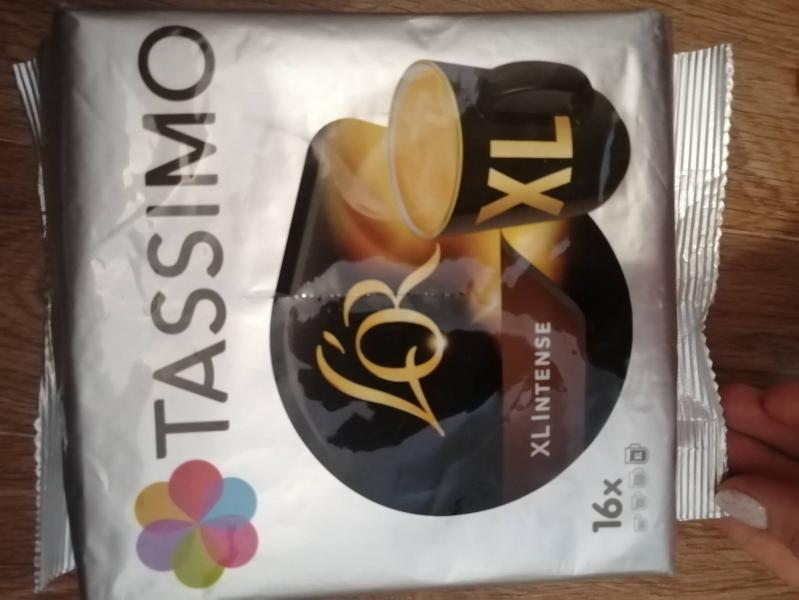 TASSIMO
L'OR
XL
XL INTENSE
16x